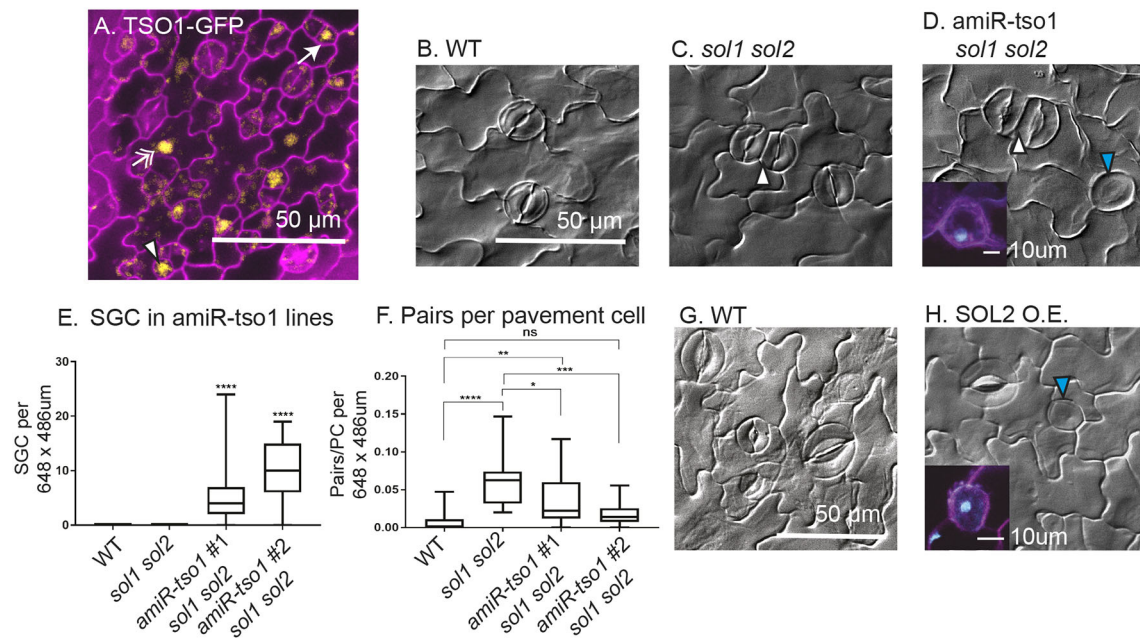 A. TSO1-GFP
50 µm
B. WT
50 µm
C. sol1 sol2
D. amiR-tso1
sol1 sol2
10um
E. SGC in amiR-tso1 lines
SGC per
648 x 486um
30
20
10
0
****
****
WT
sol1 sol2
amiR-tso1 #1
sol1 sol2
amiR-tso1 #2
sol1 sol2
F. Pairs per pavement cell
ns
**
***
****
*
Pairs/PC per
648 x 486um
0.20
0.15
0.10
0.05
0.00
WT
sol1 sol2
amiR-tso1 #1
sol1 sol2
amiR-tso1 #2
sol1 sol2
G. WT
50 µm
H. SOL2 O.E.
10um